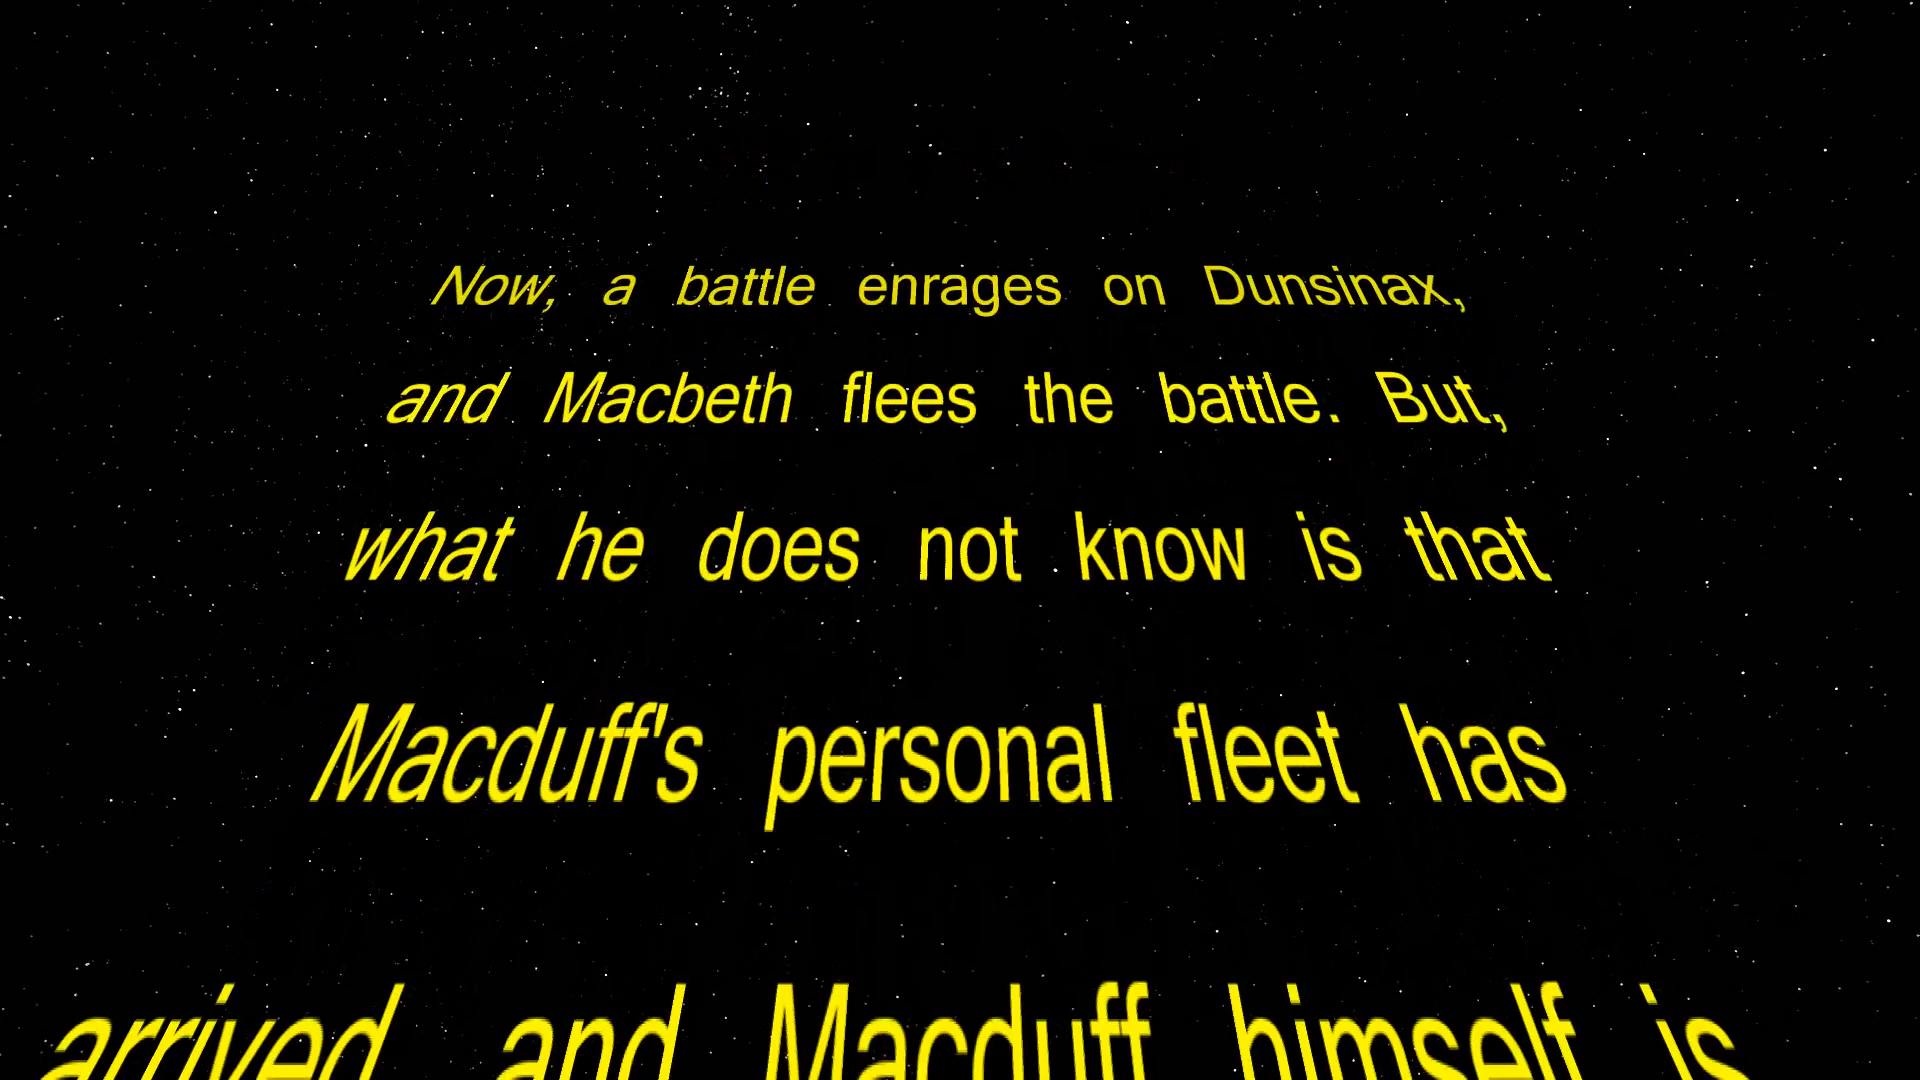 Now, a battle enrages on Dunsinax,
and Macbeth flees the battle. But,
what he does not know is that
Macduff's personal fleet has
arrived and Macduff himself is